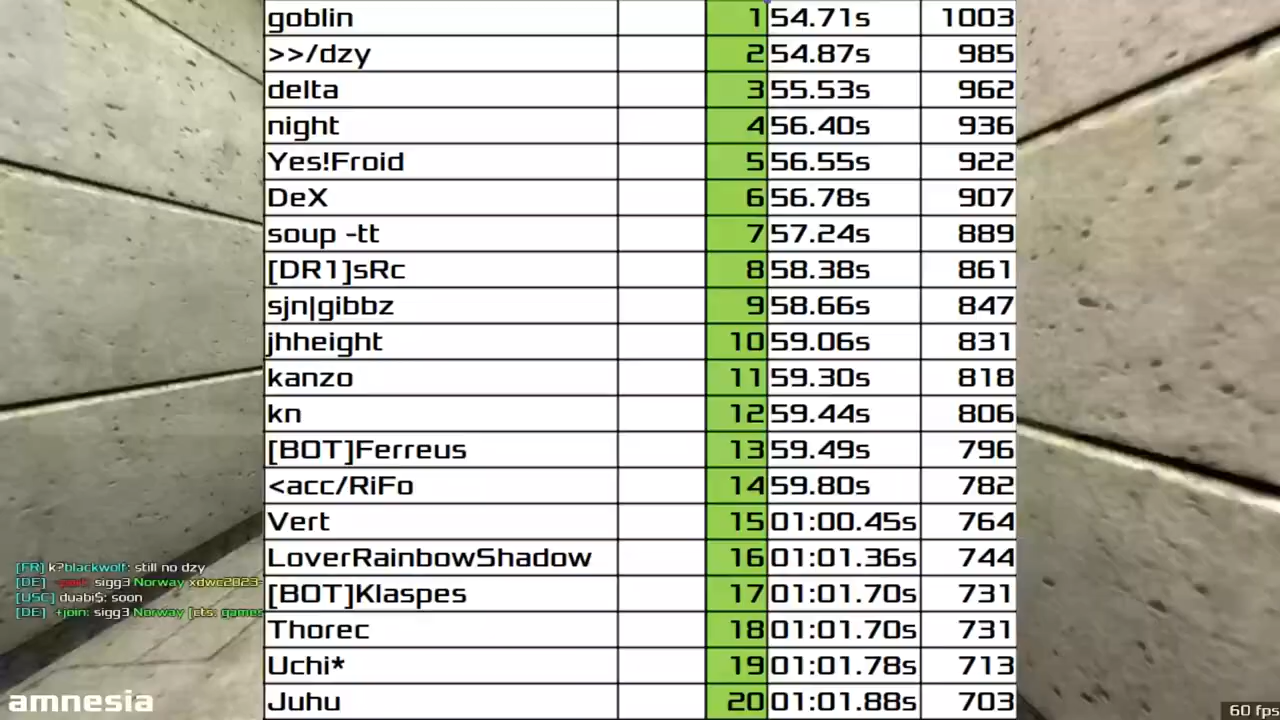 goblin 1 54.71s 1003
>>/dzy 2 54.87s 985
delta 3 55.53s 962
night 4 56.40s 936
Yes!Froid 5 56.55s 922
DeX 6 56.78s 907
soup -tt 7 57.24s 889
[DR1]sRc 8 58.38s 861
sjn|gibbz 9 58.66s 847
jhheight 10 59.06s 831
kanzo 11 59.30s 818
kn 12 59.44s 806
[BOT]Ferreus 13 59.49s 796
<acc/RiFo 14 59.80s 782
Vert 15 01:00.45s 764
LoverRainbowShadow 16 01:01.36s 744
[BOT]Klaspes 17 01:01.70s 731
Thorec 18 01:01.70s 731
Uchi* 19 01:01.78s 713
Juhu 20 01:01.88s 703
[FR] k?blackwolf: still no dzy
[DE] sigg3 Norway xdwc2023-
[USC] duabi$: soon
[DE] +join: sigg3 Norway [cts: games
amnesia
60 fps